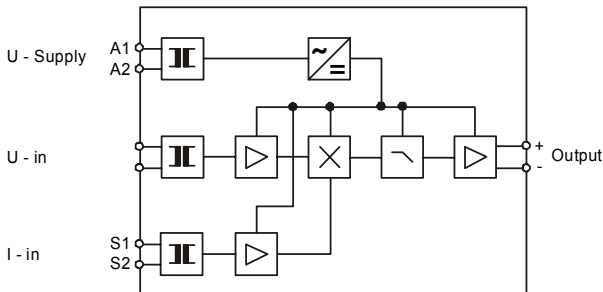 U - Supply
A1
A2
U - in
I - in
S1
S2
+
-
Output